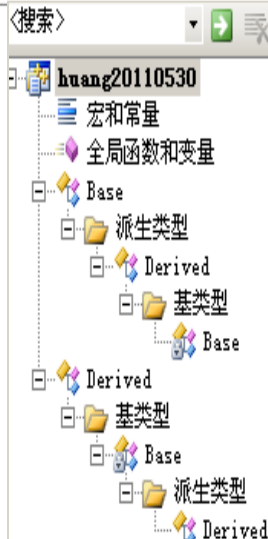 <搜索>
huang20110530
宏和常量
全局函数和变量
Base
派生类型
Derived
基类型
Base
Derived
基类型
Base
派生类型
Derived